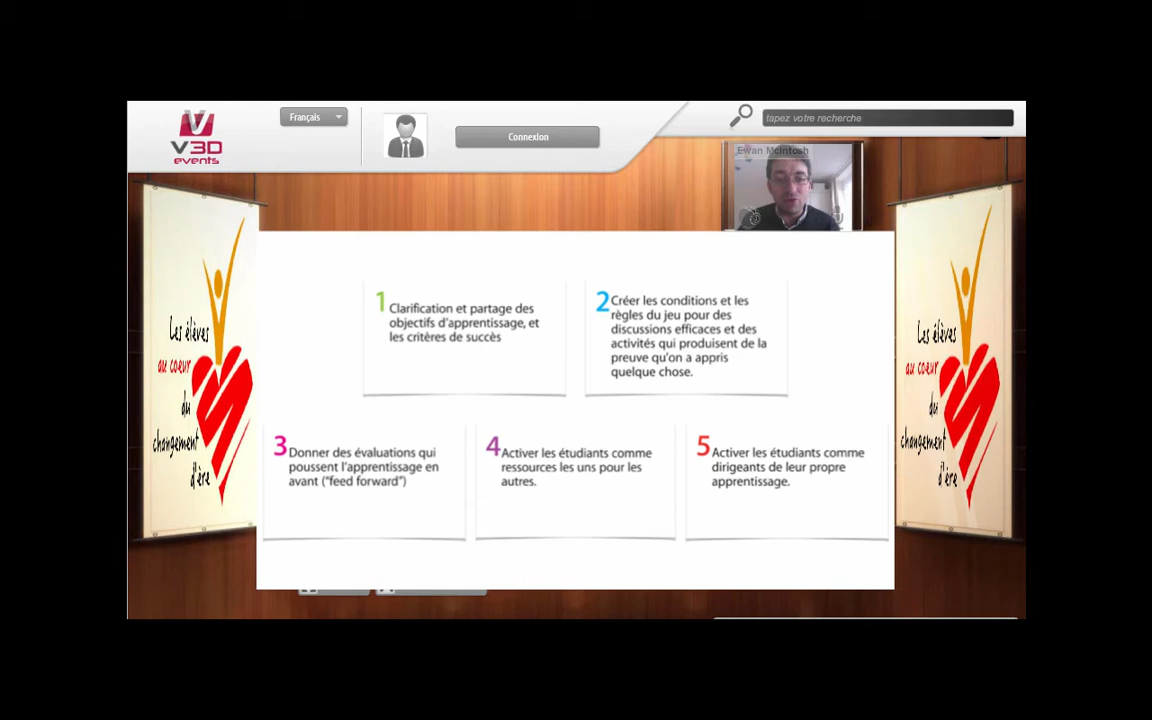 V3D
events
Français
Connexion
tapez votre recherche
Ewan McIntosh
Les élèves
au coeur
du
changement
d'ère
1
Clarification et partage des
objectifs d'apprentissage, et
les critères de succès
2
Créer les conditions et les
règles du jeu pour des
discussions efficaces et des
activités qui produisent de la
preuve qu'on a appris
quelque chose.
3
Donner des évaluations qui
poussent l'apprentissage en
avant ("feed forward")
4
Activer les étudiants comme
ressources les uns pour les
autres.
5
Activer les étudiants comme
dirigeants de leur propre
apprentissage.
Les élèves
au coeur
du
changement
d'ère